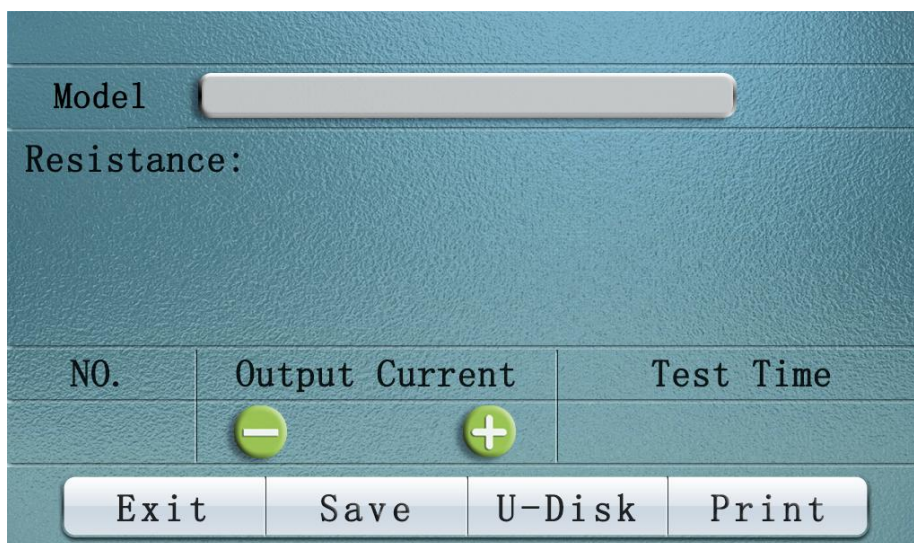 Model
Resistance:
NO. Output Current Test Time
Exit Save U-Disk Print